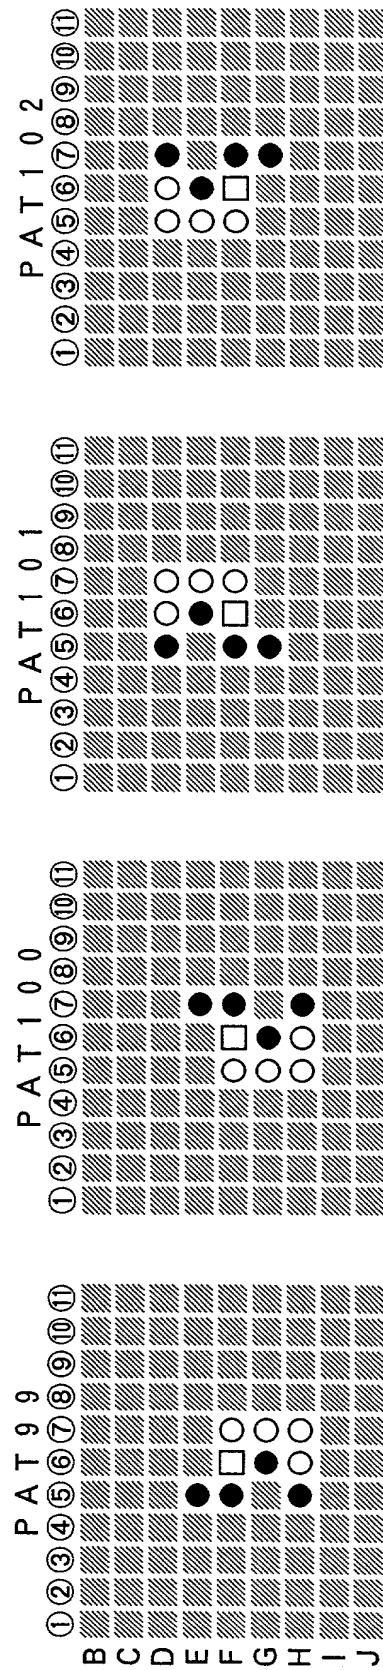 PAT99
①②③④⑤⑥⑦⑧⑨⑩⑪
B
C
D
E
F
G
H
I
J
PAT100
①②③④⑤⑥⑦⑧⑨⑩⑪
PAT101
①②③④⑤⑥⑦⑧⑨⑩⑪
PAT102
①②③④⑤⑥⑦⑧⑨⑩⑪